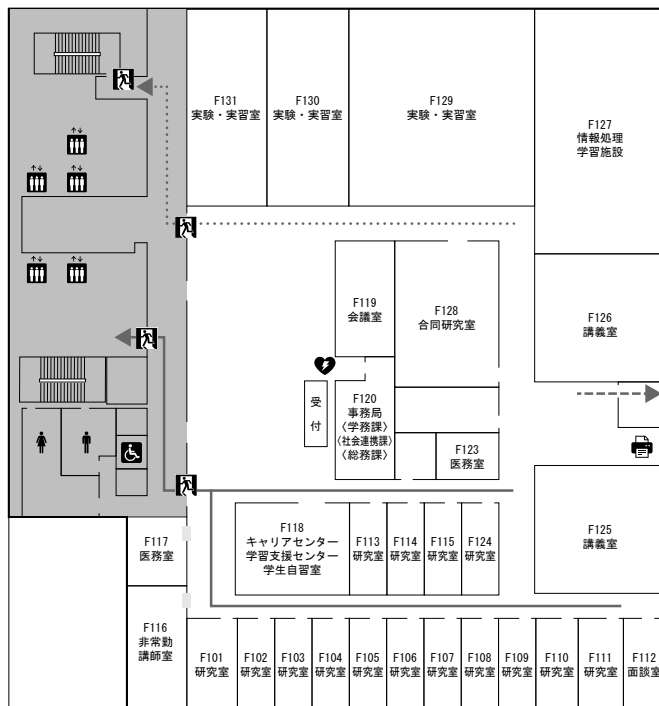 F131
実験・実習室
F130
実験・実習室
F129
実験・実習室
F127
情報処理
学習施設
F119
会議室
F128
合同研究室
F126
講義室
受
付
F120
事務局
〈学務課〉
〈社会連携課〉
〈総務課〉
F123
医務室
F125
講義室
F117
医務室
F118
キャリアセンター
学習支援センター
学生自習室
F113
研究室
F114
研究室
F115
研究室
F124
研究室
F116
非常勤
講師室
F101
研究室
F102
研究室
F103
研究室
F104
研究室
F105
研究室
F106
研究室
F107
研究室
F108
研究室
F109
研究室
F110
研究室
F111
研究室
F112
面談室